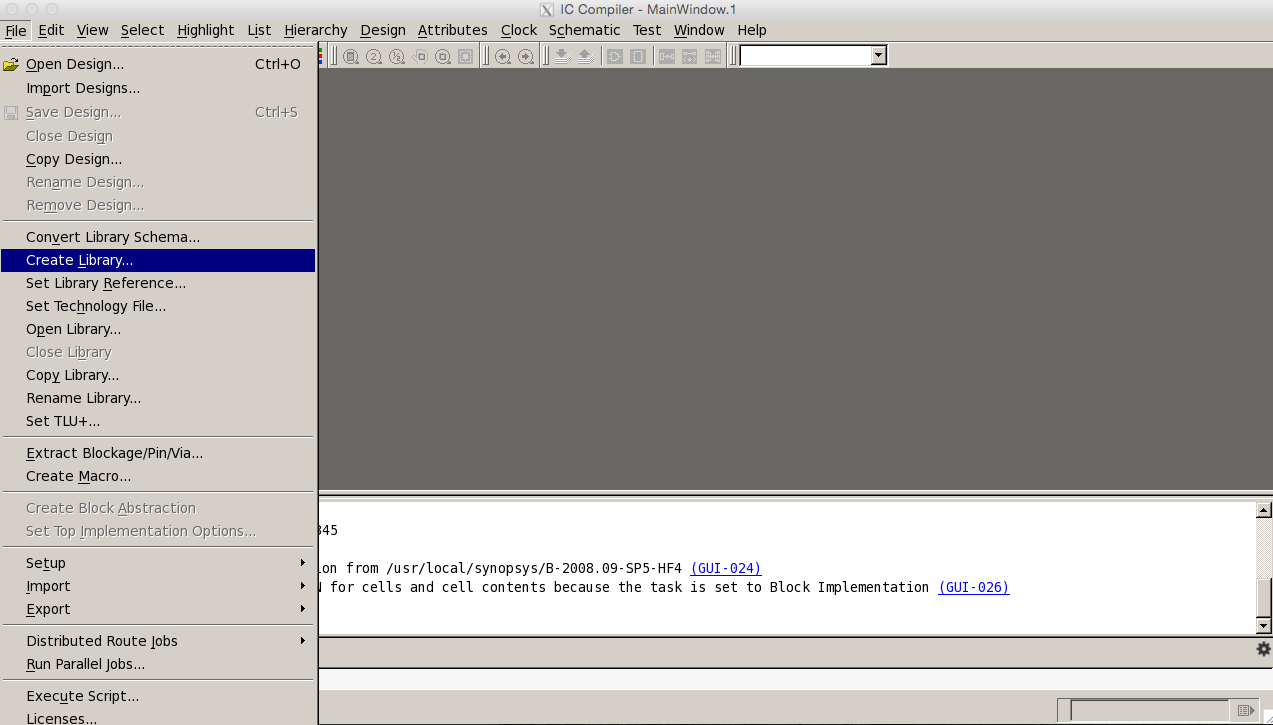 IC Compiler - MainWindow.1
File Edit View Select Highlight List Hierarchy Design Attributes Clock Schematic Test Window Help
Open Design... Ctrl+O
Import Designs...
Save Design... Ctrl+S
Close Design
Copy Design...
Rename Design...
Remove Design...
Convert Library Schema...
Create Library...
Set Library Reference...
Set Technology File...
Open Library...
Close Library
Copy Library...
Rename Library...
Set TLU+...
Extract Blockage/Pin/Via...
Create Macro...
Create Block Abstraction
Set Top Implementation Options...
Setup
Import
Export
Distributed Route Jobs
Run Parallel Jobs...
Execute Script...
Licenses...
345
ion from /usr/local/synopsys/B-2008.09-SP5-HF4 (GUI-024)
for cells and cell contents because the task is set to Block Implementation (GUI-026)